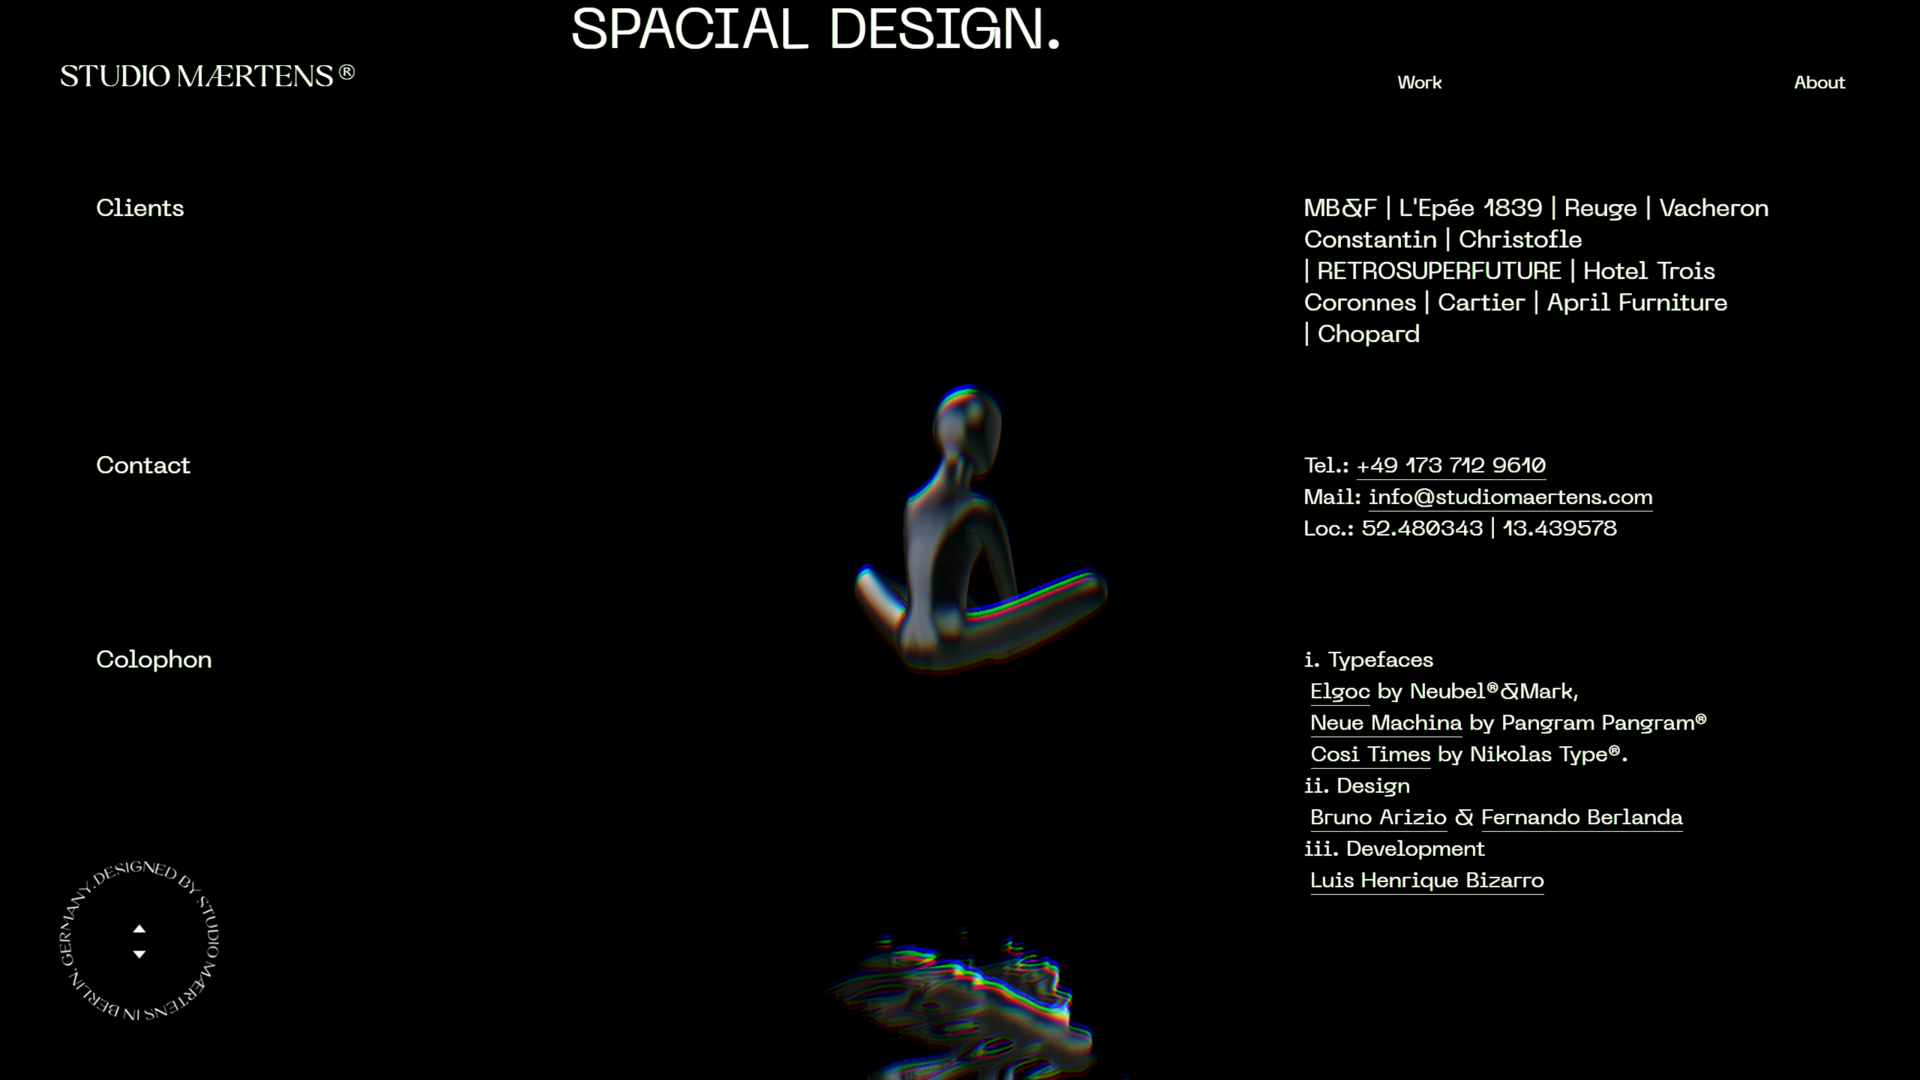 SPACIAL DESIGN.
STUDIO MÆRTENS ®
Work
About
Clients
MB&F | L'Epée 1839 | Reuge | Vacheron
Constantin | Christofle
| RETROSUPERFUTURE | Hotel Trois
Coronnes | Cartier | April Furniture
| Chopard
Contact
Tel.: +49 173 712 9610
Mail: info@studiomaertens.com
Loc.: 52.480343 | 13.439578
Colophon
i. Typefaces
Elgoc by Neubel®&Mark,
Neue Machina by Pangram Pangram®
Cosi Times by Nikolas Type®.
ii. Design
Bruno Arizio & Fernando Berlanda
iii. Development
Luis Henrique Bizarro
DESIGNED BY STUDIO MÆRTENS IN BERLIN, GERMANY.